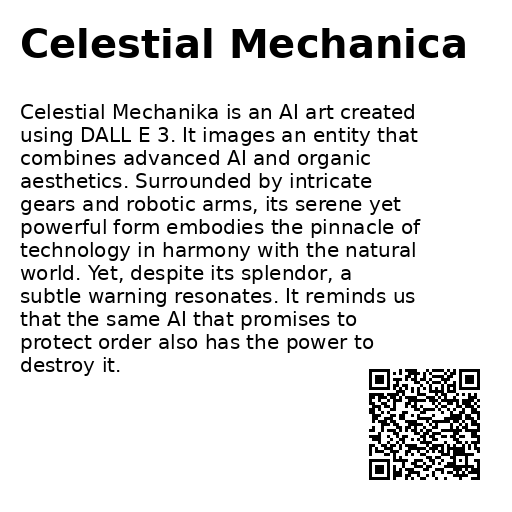 Celestial Mechanica
Celestial Mechanika is an AI art created
using DALL E 3. It images an entity that
combines advanced AI and organic
aesthetics. Surrounded by intricate
gears and robotic arms, its serene yet
powerful form embodies the pinnacle of
technology in harmony with the natural
world. Yet, despite its splendor, a
subtle warning resonates. It reminds us
that the same AI that promises to
protect order also has the power to
destroy it.